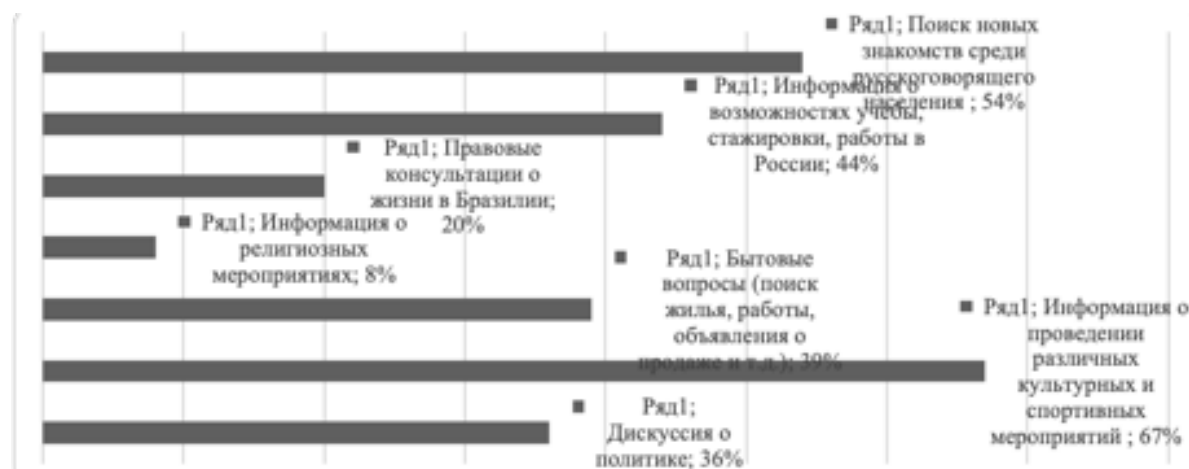 Ряд1; Поиск новых
знакомств среди
русскоговорящего
населения ; 54%
Ряд1; Информация о
возможностях учебы,
стажировки, работы в
России; 44%
Ряд1; Правовые
консультации о
жизни в Бразилии;
20%
Ряд1; Информация о
религиозных
мероприятиях; 8%
Ряд1; Бытовые
вопросы (поиск
жилья, работы,
объявления о
продаже и т.д.); 39%
Ряд1; Информация о
проведении
различных
культурных и
спортивных
мероприятий ; 67%
Ряд1;
Дискуссия о
политике; 36%